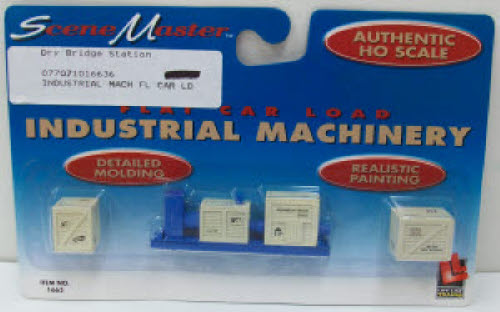 SceneMaster™
Dry Bridge Station
077071016636
INDUSTRIAL MACH FL CAR LD
AUTHENTIC
HO SCALE
FLAT CAR LOAD
INDUSTRIAL MACHINERY
DETAILED
MOLDING
REALISTIC
PAINTING
ITEM NO.